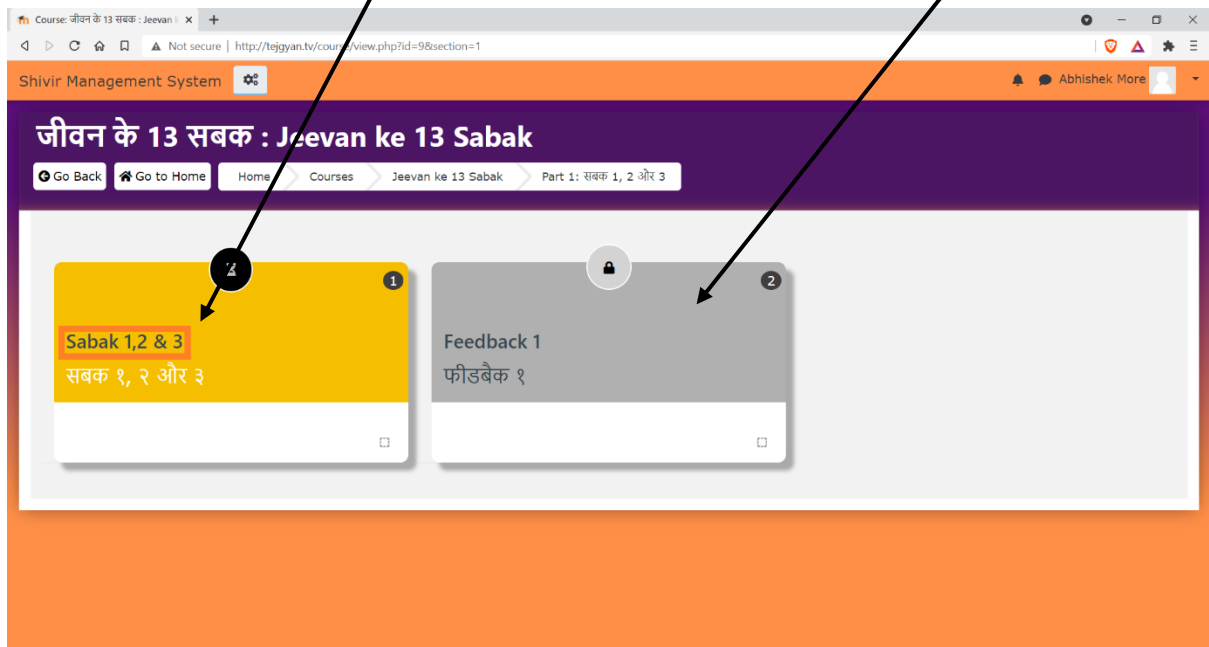 Course: जीवन के 13 सबक : Jeevan
Not secure | http://tejgyan.tv/course/view.php?id=9&section=1
Shivir Management System
Abhishek More
जीवन के 13 सबक : Jeevan ke 13 Sabak
Go Back Go to Home Home Courses Jeevan ke 13 Sabak Part 1: सबक 1, 2 और 3
1
2
Sabak 1,2 & 3
सबक १, २ और ३
Feedback 1
फीडबैक १